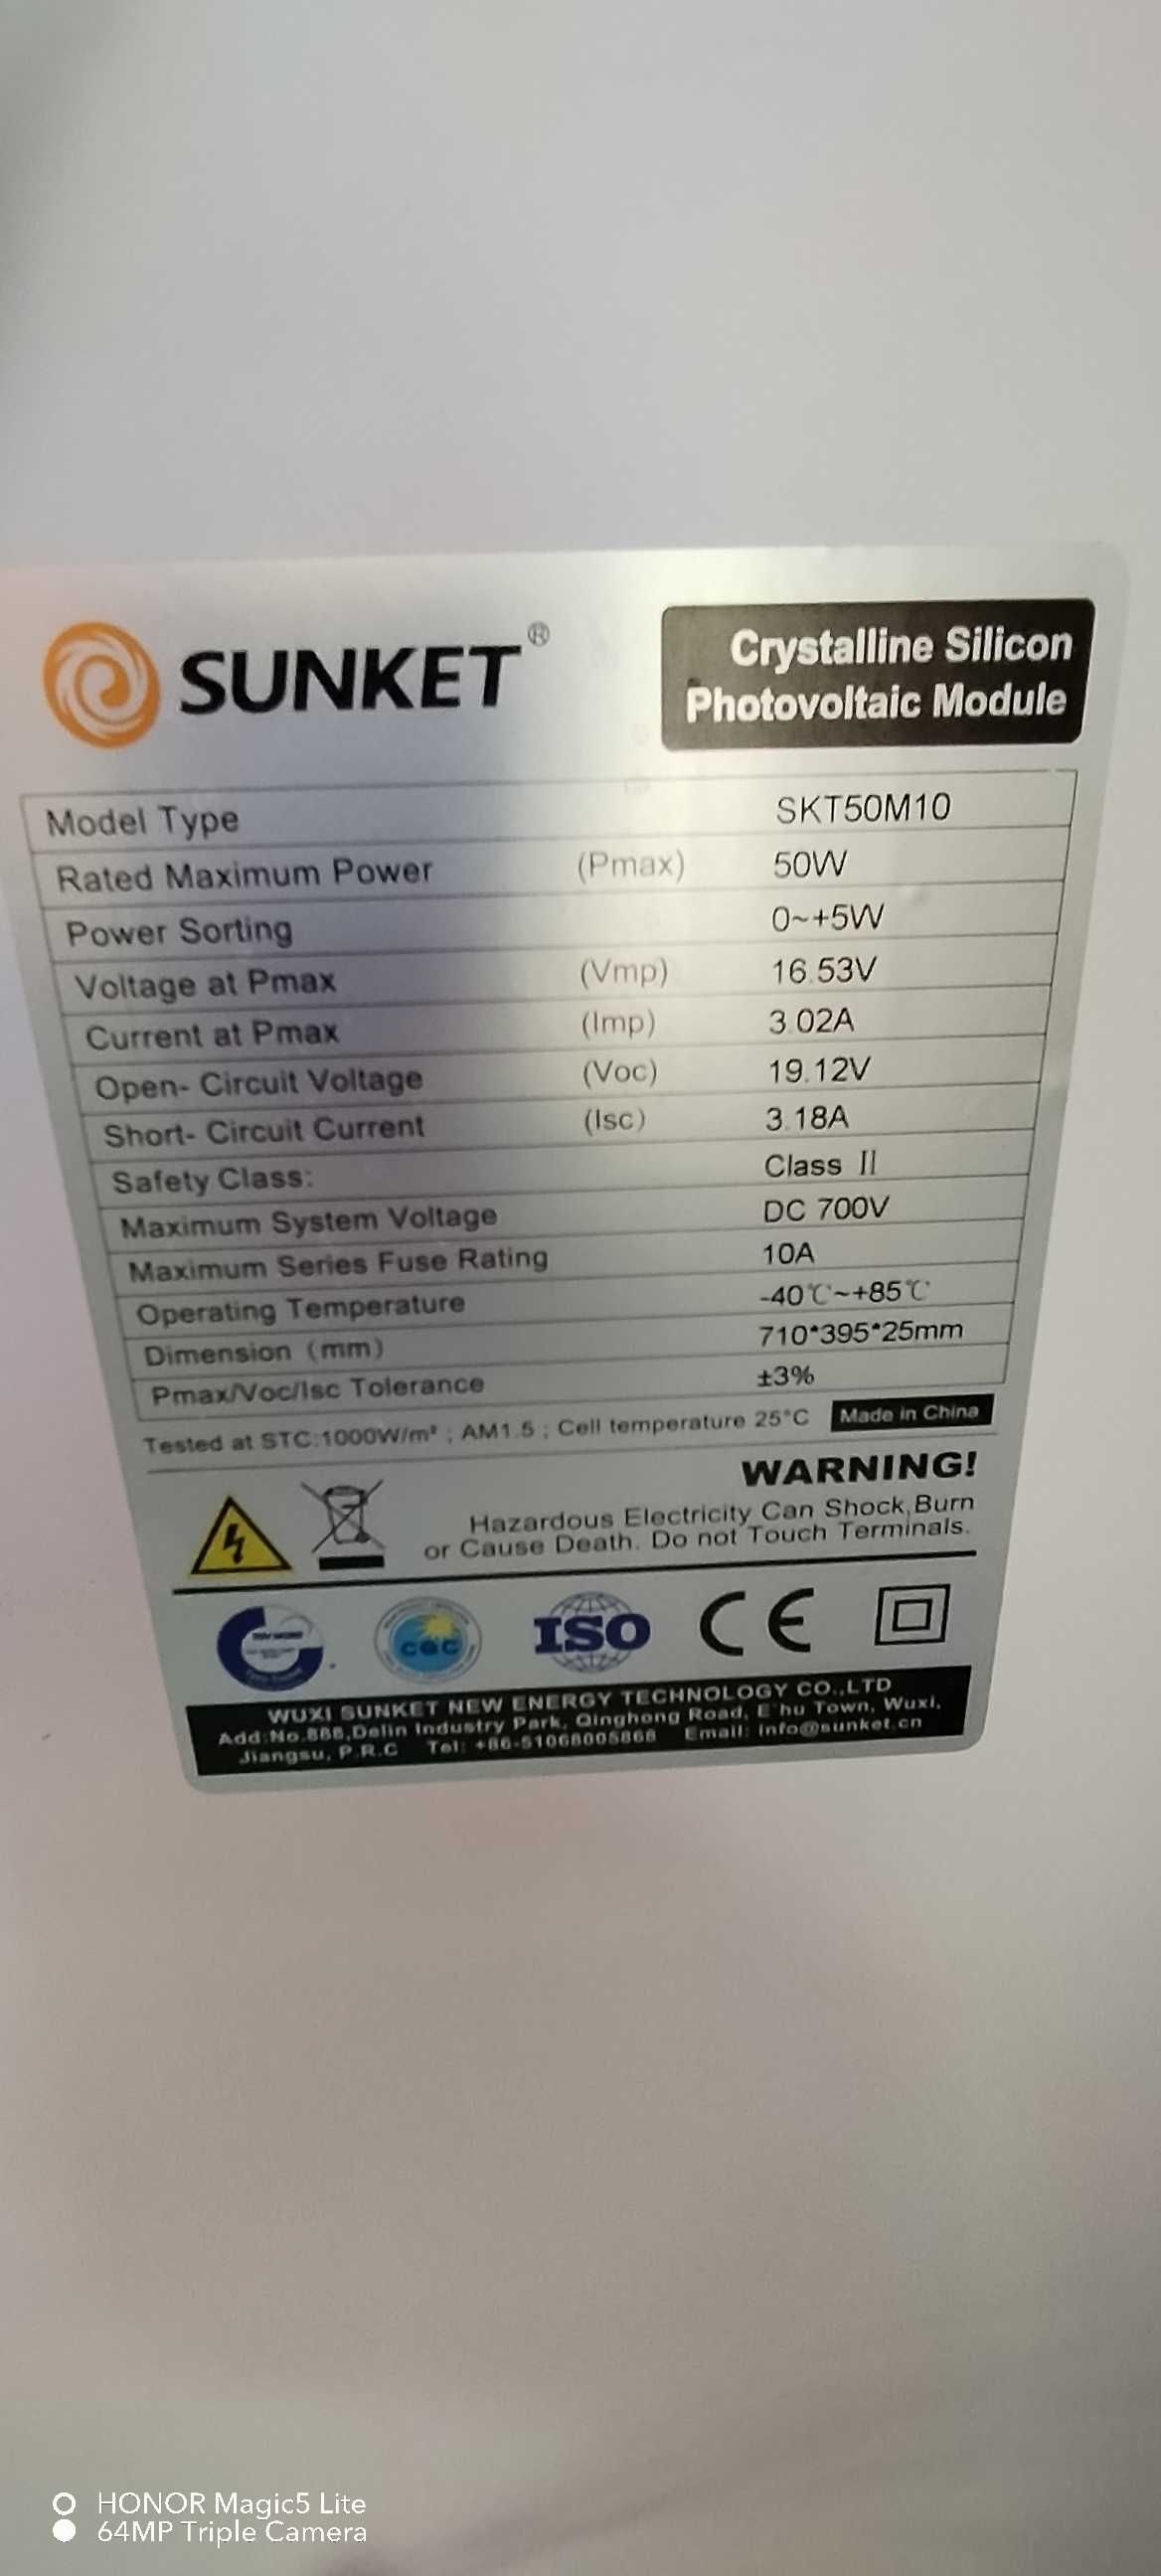 SUNKET®
Crystalline Silicon
Photovoltaic Module
Model Type SKT50M10
Rated Maximum Power (Pmax) 50W
Power Sorting 0~+5W
Voltage at Pmax (Vmp) 16.53V
Current at Pmax (Imp) 3.02A
Open- Circuit Voltage (Voc) 19.12V
Short- Circuit Current (Isc) 3.18A
Safety Class: Class II
Maximum System Voltage DC 700V
Maximum Series Fuse Rating 10A
Operating Temperature -40℃~+85℃
Dimension (mm) 710*395*25mm
Pmax/Voc/Isc Tolerance ±3%
Tested at STC:1000W/m² ; AM1.5 ; Cell temperature 25°C Made in China
WARNING!
Hazardous Electricity Can Shock,Burn
or Cause Death. Do not Touch Terminals.
CQC
ISO
CE
WUXI SUNKET NEW ENERGY TECHNOLOGY CO.,LTD
Add:No.888,Delin Industry Park, Qinghong Road, E'hu Town, Wuxi,
Jiangsu, P.R.C Tel: +86-51068005868 Email: info@sunket.cn
HONOR Magic5 Lite
64MP Triple Camera